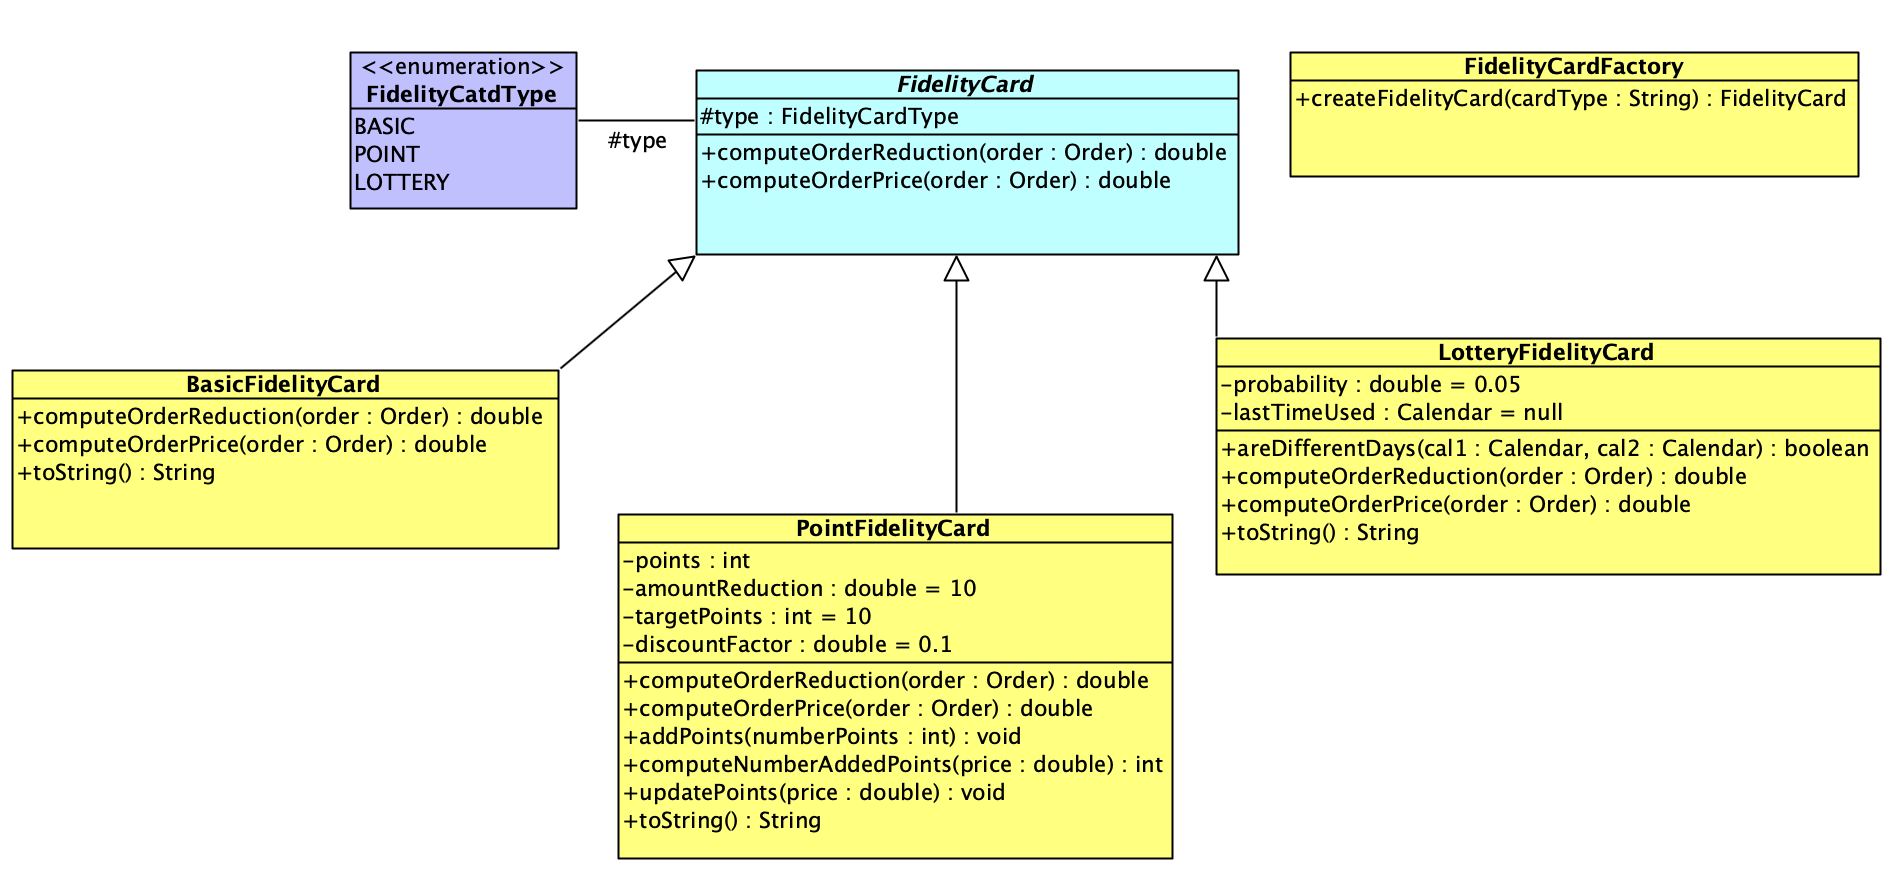 <<enumeration>>
FidelityCatdType
BASIC
POINT
LOTTERY
#type
FidelityCard
#type : FidelityCardType
+computeOrderReduction(order : Order) : double
+computeOrderPrice(order : Order) : double
FidelityCardFactory
+createFidelityCard(cardType : String) : FidelityCard
BasicFidelityCard
+computeOrderReduction(order : Order) : double
+computeOrderPrice(order : Order) : double
+toString() : String
PointFidelityCard
-points : int
-amountReduction : double = 10
-targetPoints : int = 10
-discountFactor : double = 0.1
+computeOrderReduction(order : Order) : double
+computeOrderPrice(order : Order) : double
+addPoints(numberPoints : int) : void
+computeNumberAddedPoints(price : double) : int
+updatePoints(price : double) : void
+toString() : String
LotteryFidelityCard
-probability : double = 0.05
-lastTimeUsed : Calendar = null
+areDifferentDays(cal1 : Calendar, cal2 : Calendar) : boolean
+computeOrderReduction(order : Order) : double
+computeOrderPrice(order : Order) : double
+toString() : String